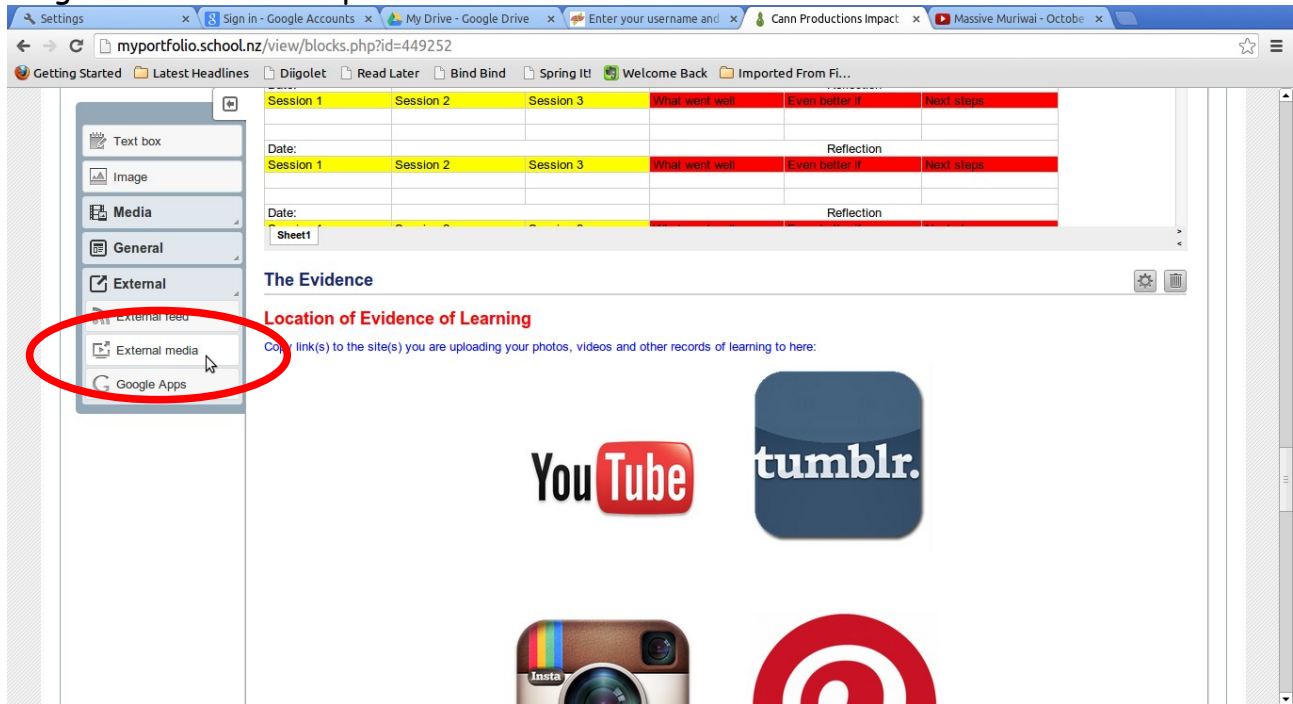 Settings Sign in - Google Accounts My Drive - Google Drive Enter your username and Cann Productions Impact Massive Muriwai - Octobe
myportfolio.school.nz/view/blocks.php?id=449252
Getting Started Latest Headlines Diigolet Read Later Bind Bind Spring It! Welcome Back Imported From Fi...
Session 1 Session 2 Session 3 What went well Even better if Next steps
Text box
Date: Reflection
Session 1 Session 2 Session 3 What went well Even better if Next steps
Image
Media
Date: Reflection
Sheet1
General
External
The Evidence
External feed
Location of Evidence of Learning
External media
Copy link(s) to the site(s) you are uploading your photos, videos and other records of learning to here:
Google Apps
YouTube
tumblr.
Insta